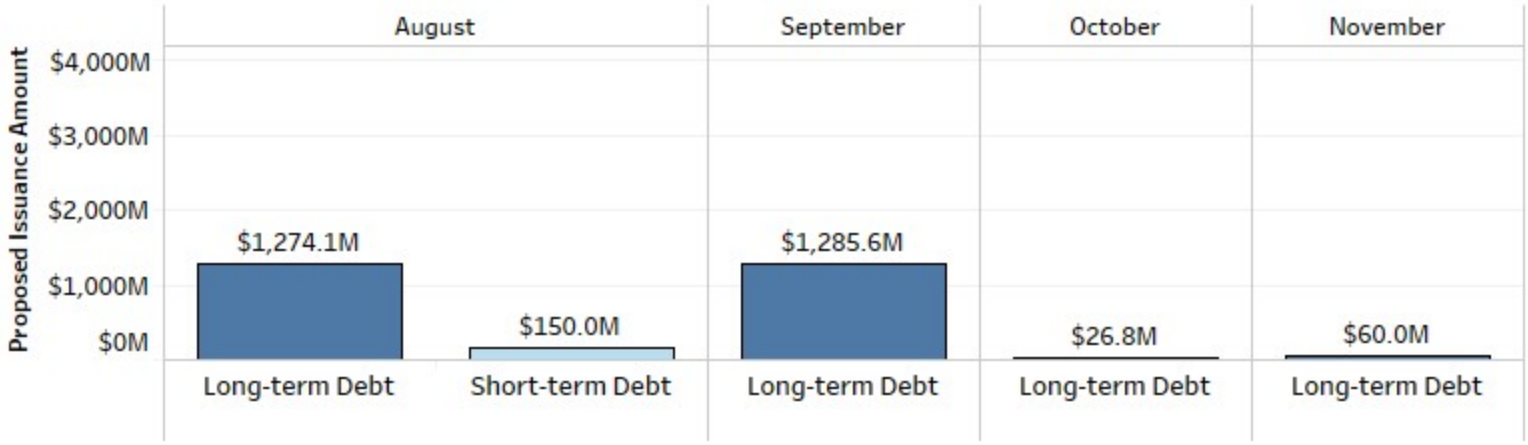 August
September
October
November
Proposed Issuance Amount
$4,000M
$3,000M
$2,000M
$1,000M
$0M
$1,274.1M
$150.0M
$1,285.6M
$26.8M
$60.0M
Long-term Debt
Short-term Debt
Long-term Debt
Long-term Debt
Long-term Debt